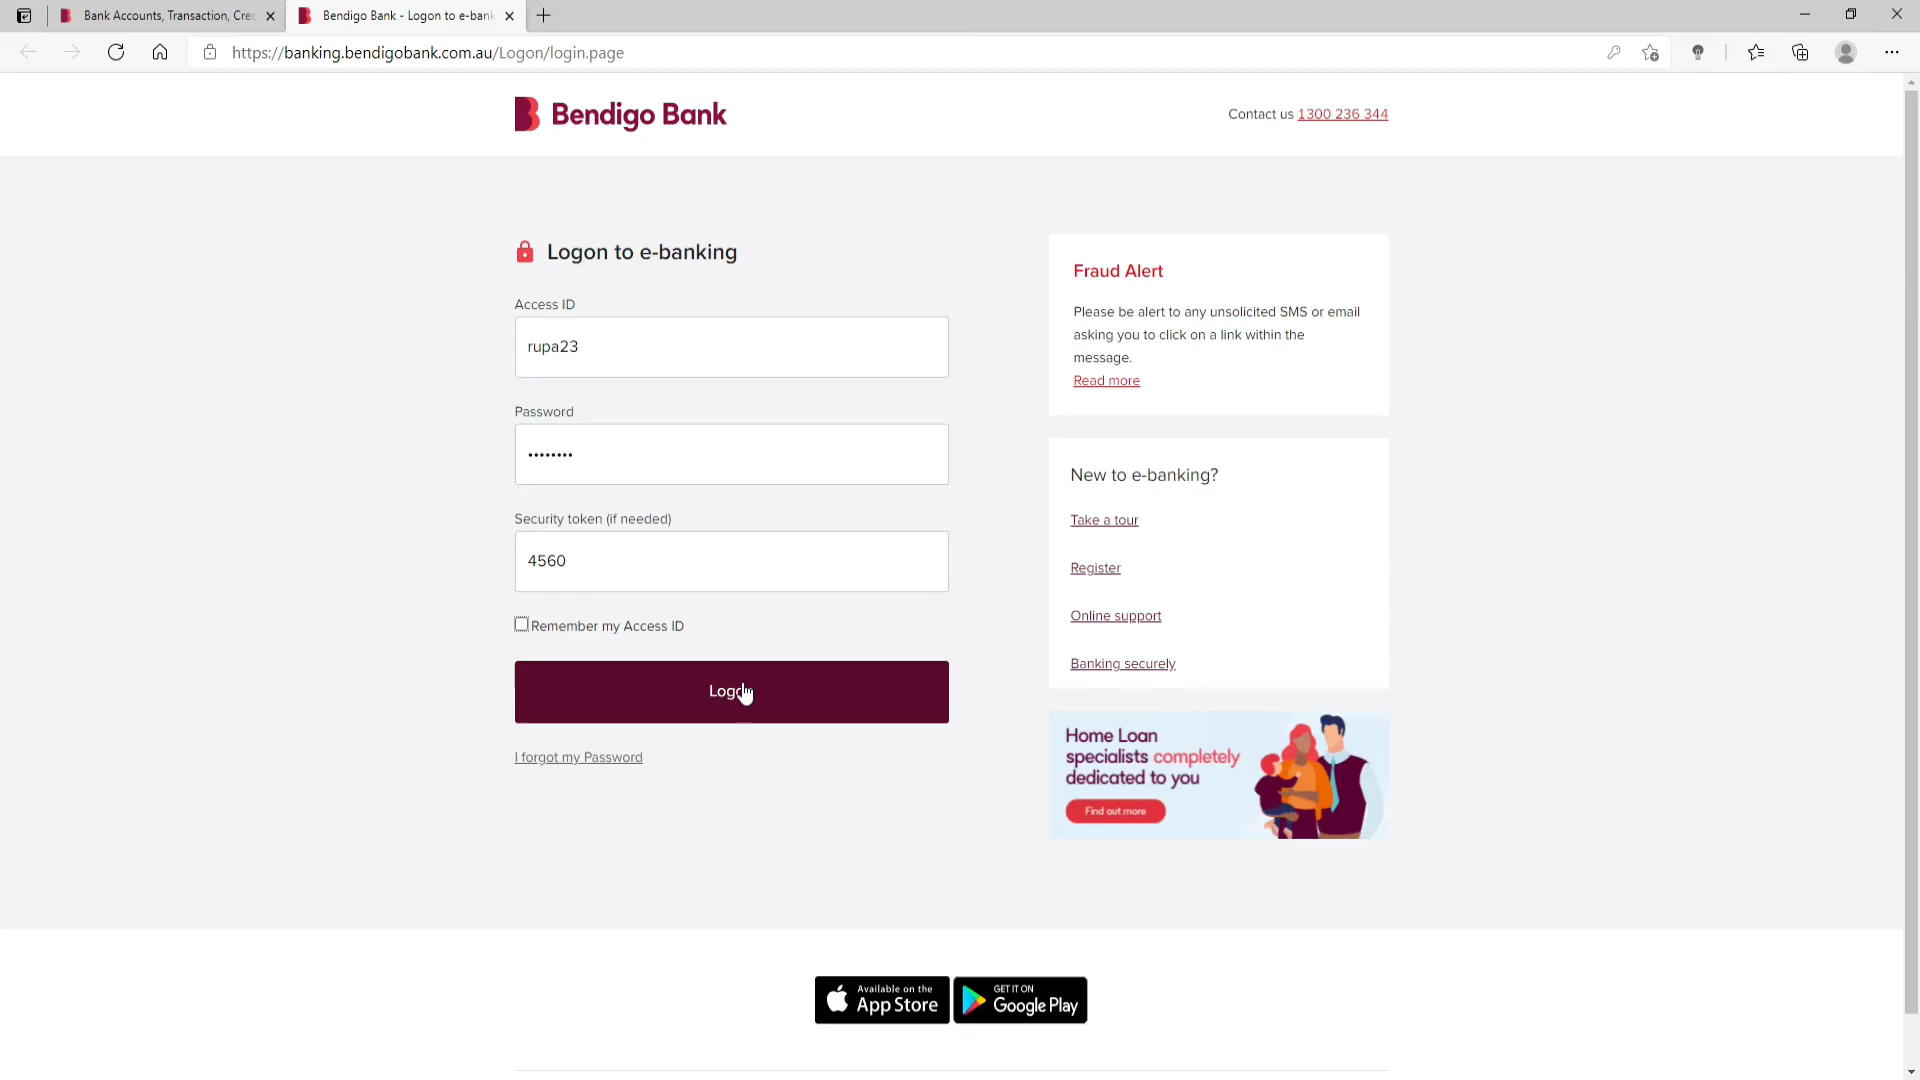 Bank Accounts, Transaction, Cre
Bendigo Bank - Logon to e-bank
https://banking.bendigobank.com.au/Logon/login.page
Bendigo Bank
Contact us 1300 236 344
Logon to e-banking
Access ID
rupa23
Password
••••••••
Security token (if needed)
4560
Remember my Access ID
Logon
I forgot my Password
Fraud Alert
Please be alert to any unsolicited SMS or email
asking you to click on a link within the
message.
Read more
New to e-banking?
Take a tour
Register
Online support
Banking securely
Home Loan
specialists completely
dedicated to you
Find out more
Available on the
App Store
GET IT ON
Google Play